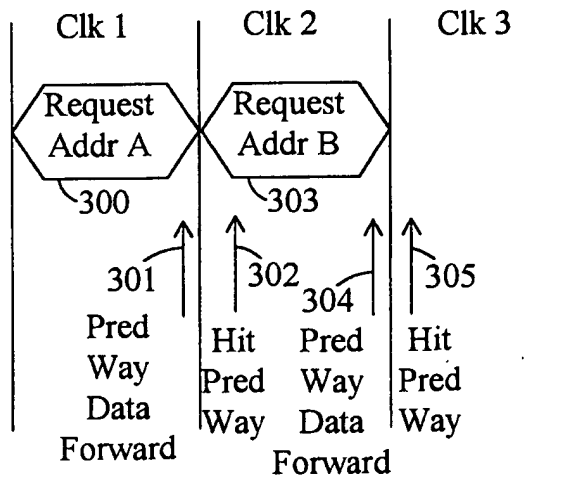 Clk 1
Clk 2
Clk 3
Request
Addr A
Request
Addr B
300
303
301
302
304
305
Pred
Way
Data
Forward
Hit
Pred
Way
Pred
Way
Data
Forward
Hit
Pred
Way